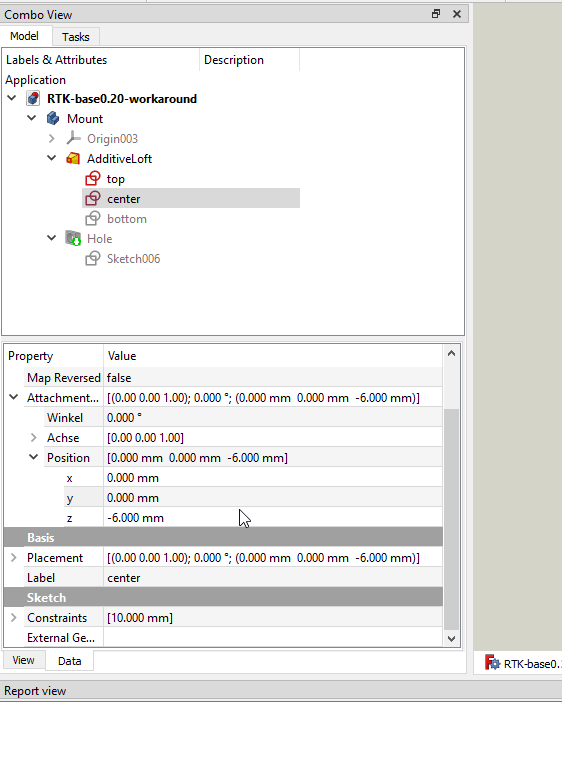 Combo View
Model Tasks
Labels & Attributes Description
Application
RTK-base0.20-workaround
Mount
Origin003
AdditiveLoft
top
center
bottom
Hole
Sketch006
Property Value
Map Reversed false
Attachment... [(0.00 0.00 1.00); 0.000 °; (0.000 mm 0.000 mm -6.000 mm)]
Winkel 0.000 °
Achse [0.00 0.00 1.00]
Position [0.000 mm 0.000 mm -6.000 mm]
x 0.000 mm
y 0.000 mm
z -6.000 mm
Basis
Placement [(0.00 0.00 1.00); 0.000 °; (0.000 mm 0.000 mm -6.000 mm)]
Label center
Sketch
Constraints [10.000 mm]
External Ge...
View Data
RTK-base0.
Report view